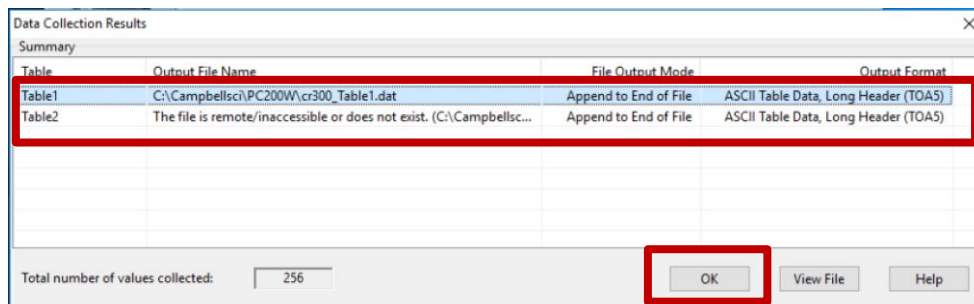 Data Collection Results
Summary
Table Output File Name File Output Mode Output Format
Table1 C:\Campbellsci\PC200W\cr300_Table1.dat Append to End of File ASCII Table Data, Long Header (TOA5)
Table2 The file is remote/inaccessible or does not exist. (C:\Campbellsc... Append to End of File ASCII Table Data, Long Header (TOA5)
Total number of values collected: 256 OK View File Help